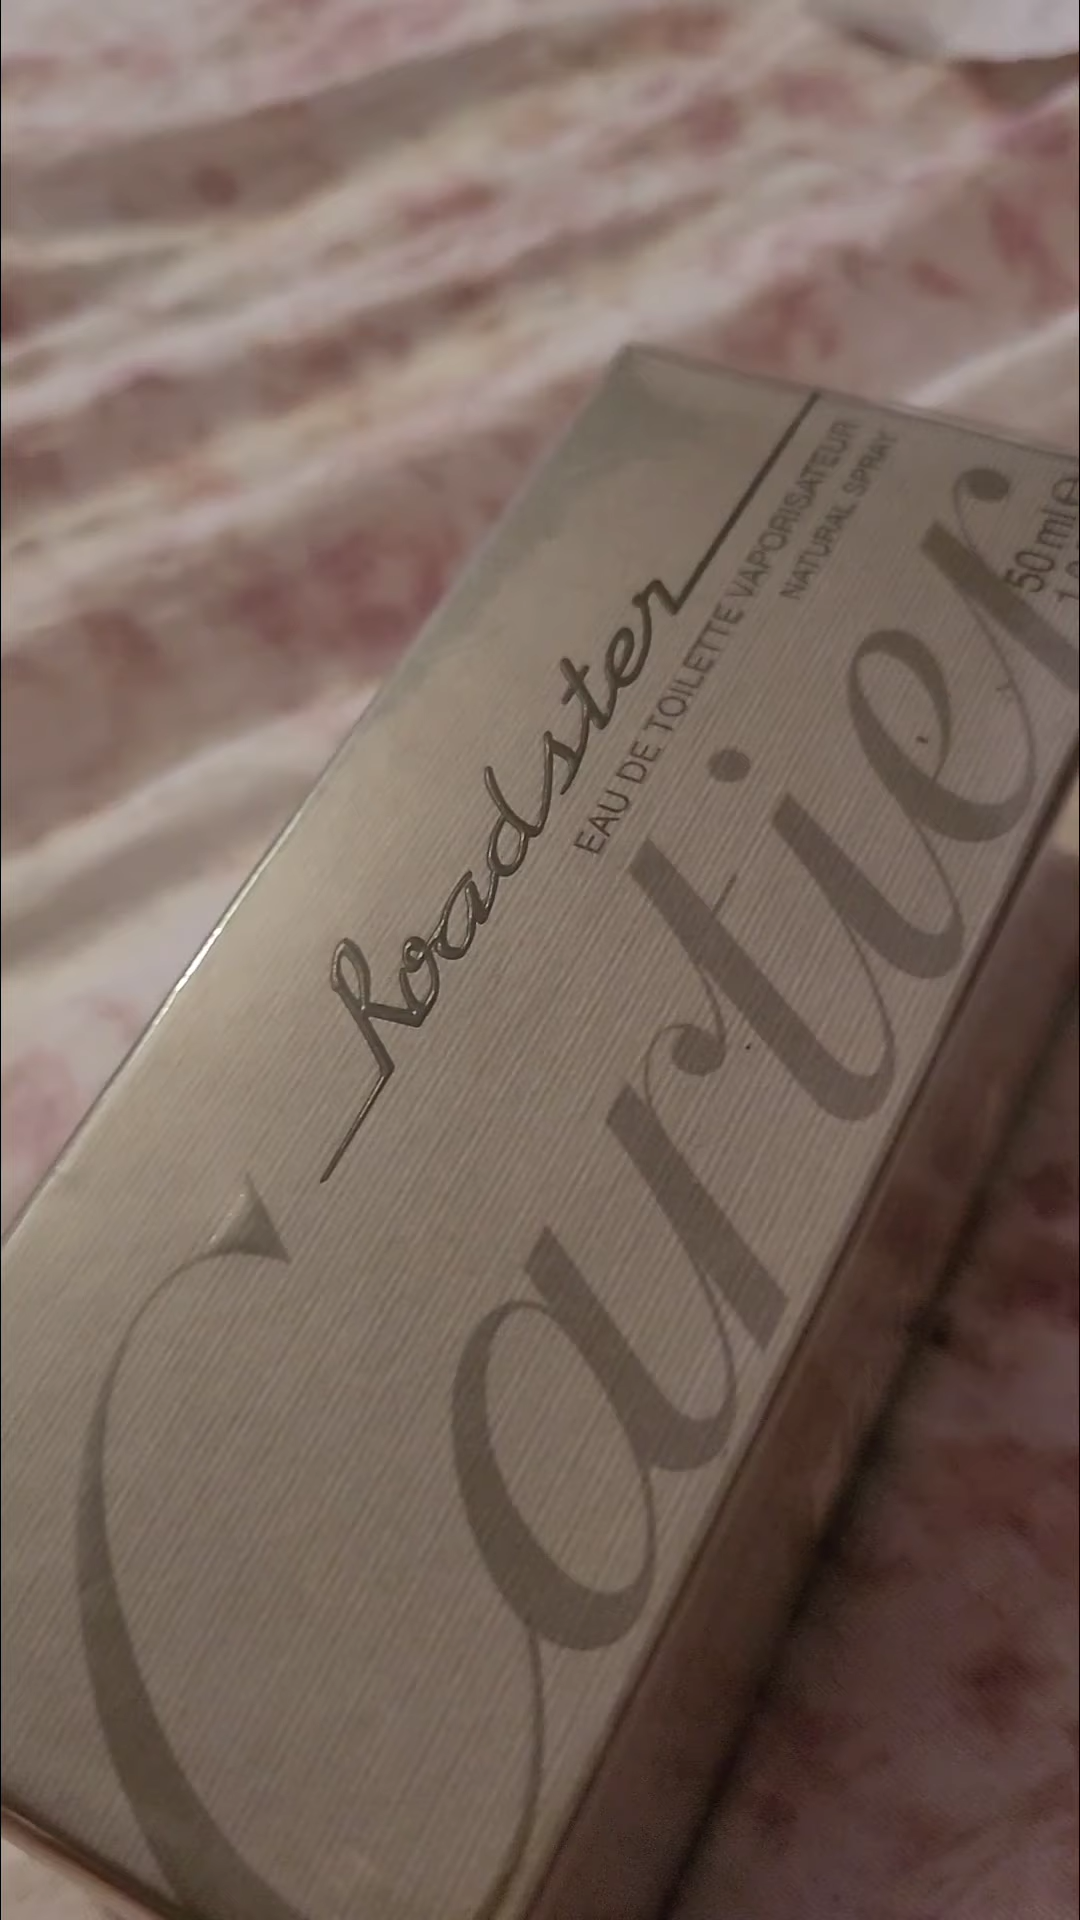 Roadster
EAU DE TOILETTE VAPORISATEUR
NATURAL SPRAY
50 ml e
Cartier